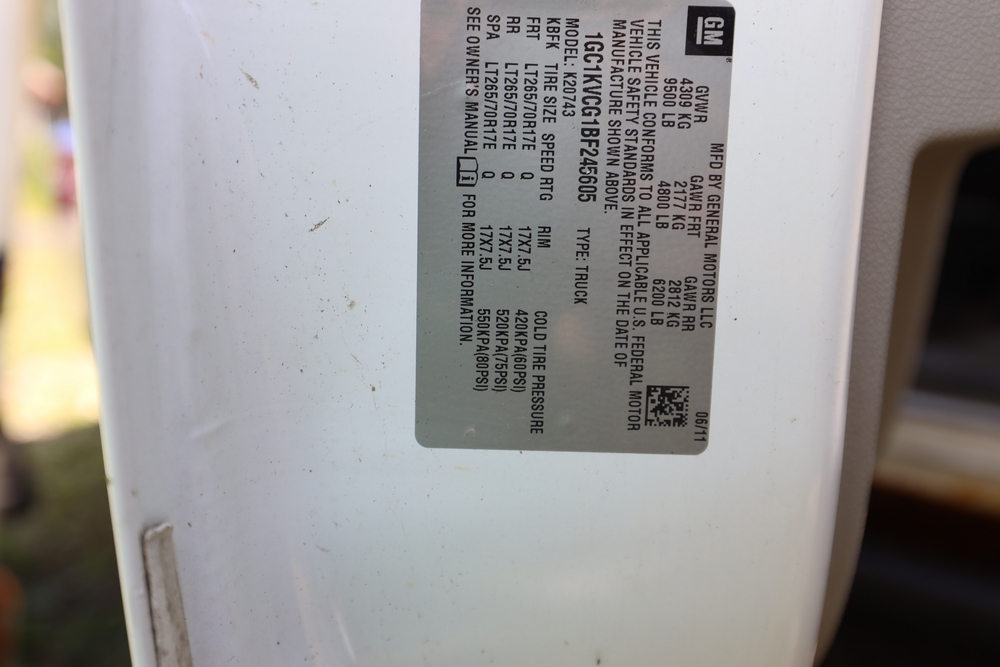 GM
MFD BY GENERAL MOTORS LLC 06/11
GVWR GAWR FRT GAWR RR
4309 KG 2177 KG 2812 KG
9500 LB 4800 LB 6200 LB
THIS VEHICLE CONFORMS TO ALL APPLICABLE U.S. FEDERAL MOTOR
VEHICLE SAFETY STANDARDS IN EFFECT ON THE DATE OF
MANUFACTURE SHOWN ABOVE.
1GC1KVCG1BF245605 TYPE: TRUCK
MODEL: K20743
KBFK TIRE SIZE SPEED RTG RIM COLD TIRE PRESSURE
FRT LT265/70R17E Q 17X7.5J 420KPA(60PSI)
RR LT265/70R17E Q 17X7.5J 520KPA(75PSI)
SPA LT265/70R17E Q 17X7.5J 550KPA(80PSI)
SEE OWNER'S MANUAL FOR MORE INFORMATION.